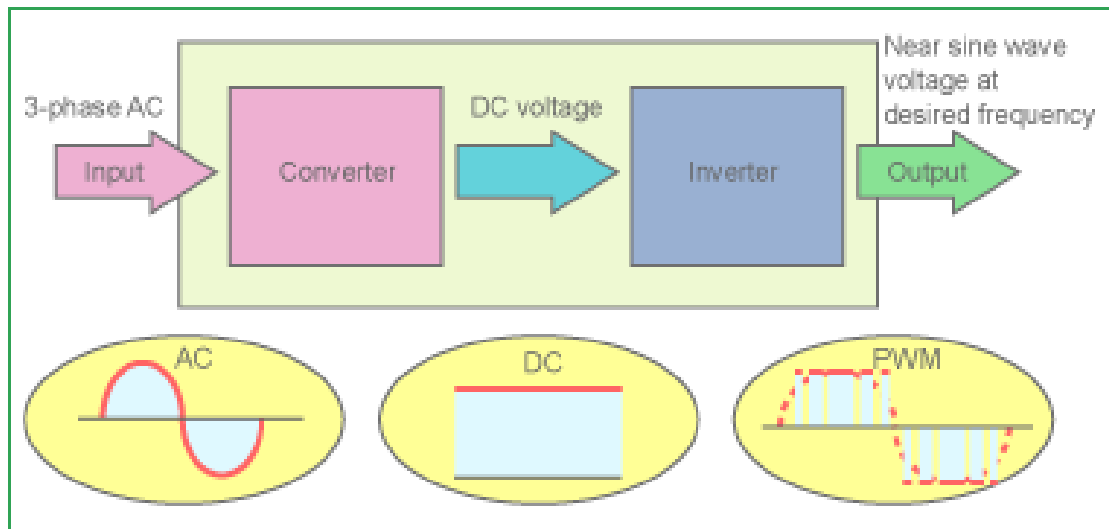 Near sine wave
voltage at
desired frequency
3-phase AC
DC voltage
Input
Converter
Inverter
Output
AC
DC
PWM